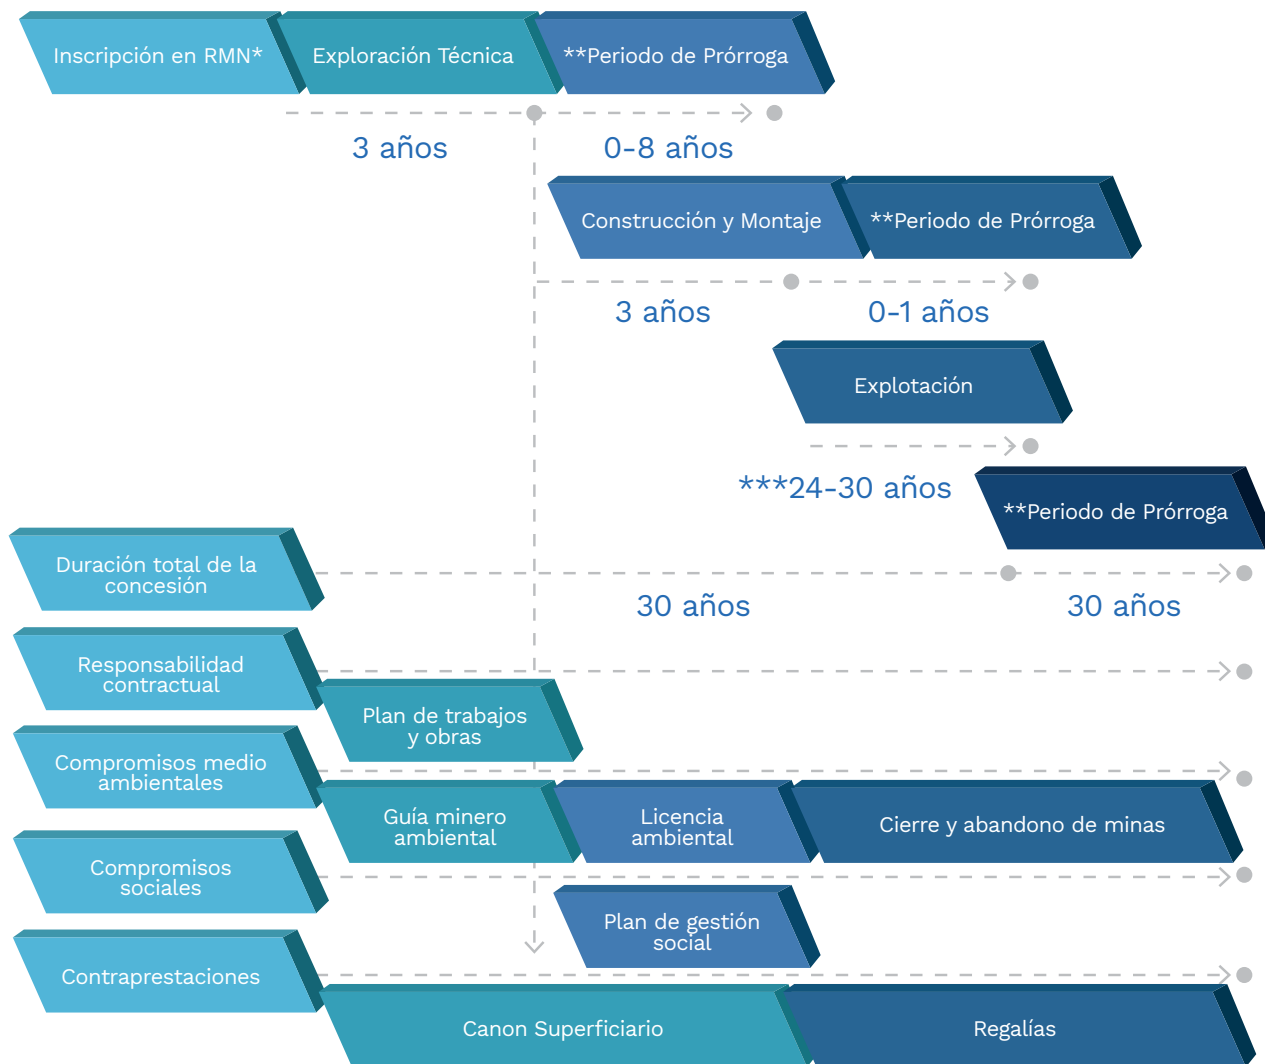 Inscripción en RMN*
Exploración Técnica
**Periodo de Prórroga
3 años
0-8 años
Construcción y Montaje
**Periodo de Prórroga
3 años
0-1 años
Explotación
***24-30 años
**Periodo de Prórroga
Duración total de la
concesión
30 años
30 años
Responsabilidad
contractual
Plan de trabajos
y obras
Compromisos medio
ambientales
Guía minero
ambiental
Licencia
ambiental
Cierre y abandono de minas
Compromisos
sociales
Plan de gestión
social
Contraprestaciones
Canon Superficiario
Regalías